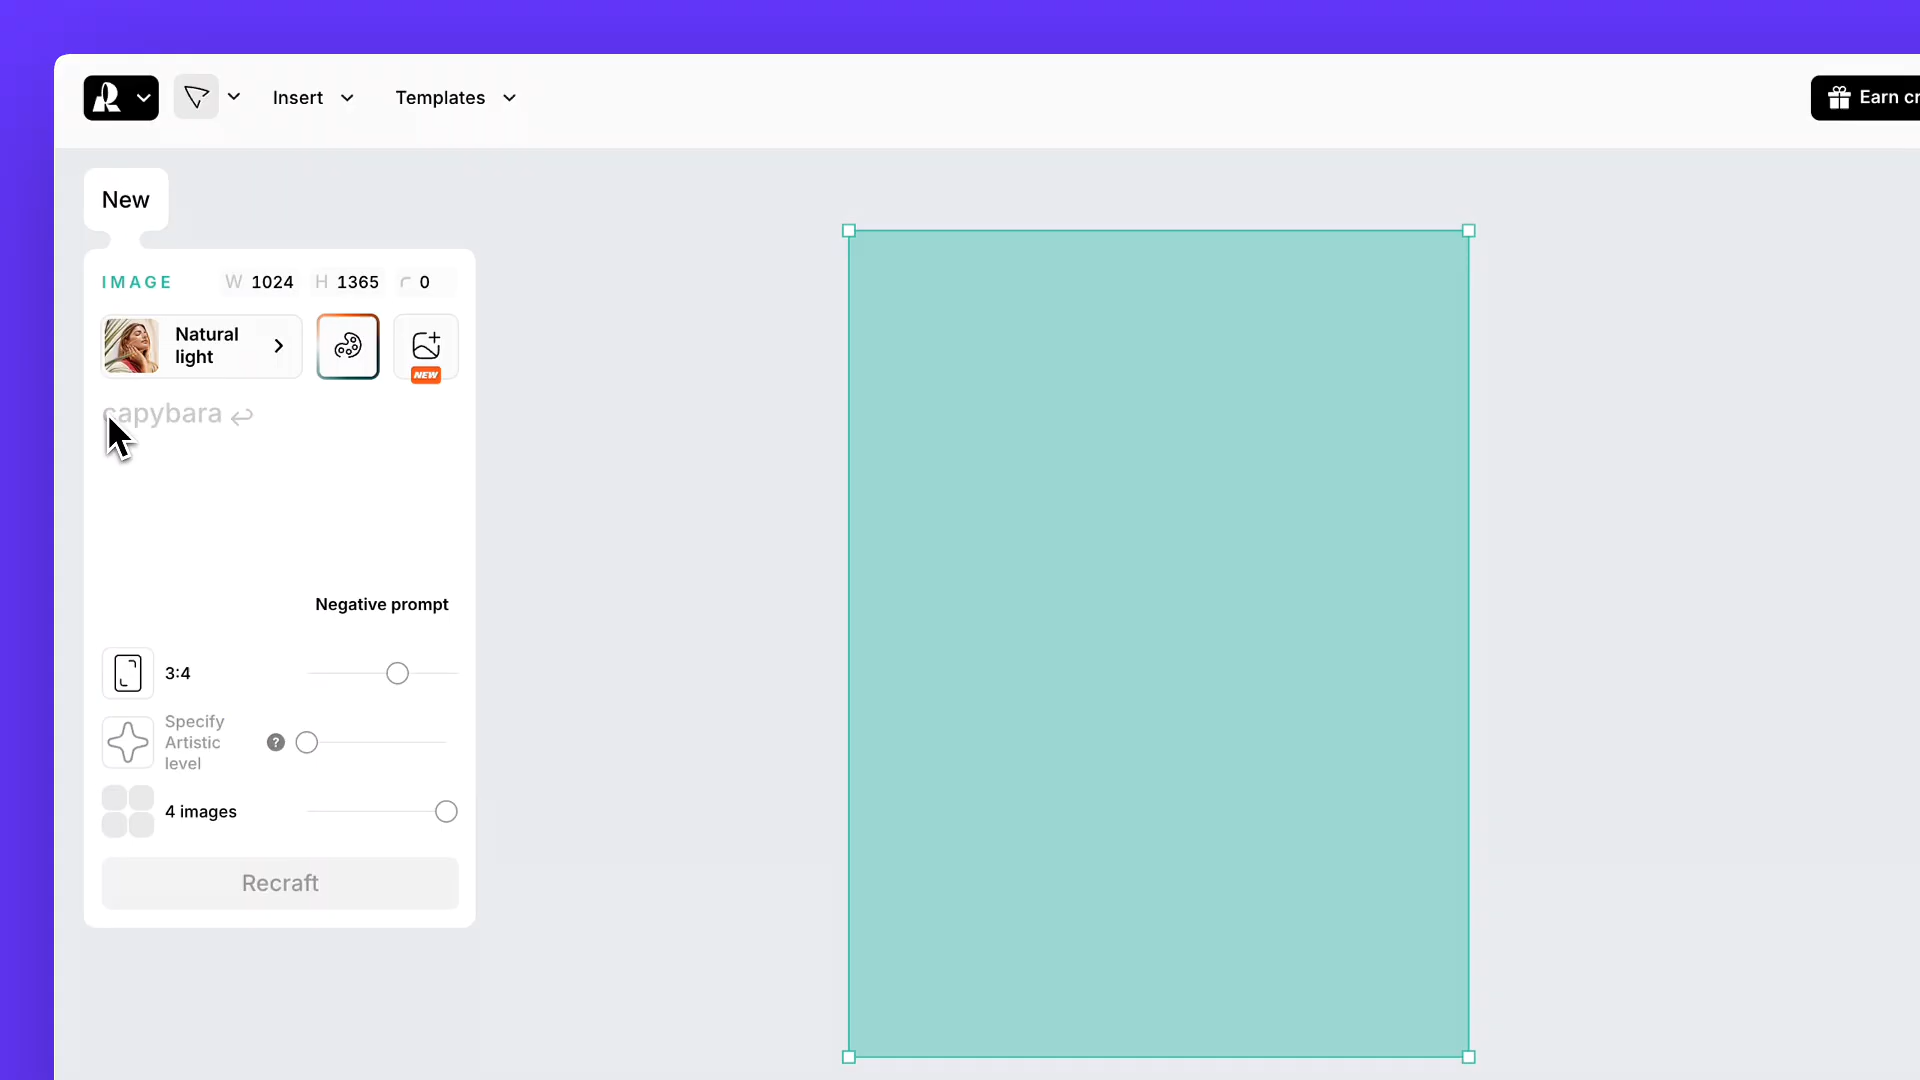 Insert
Templates
Earn cr
New
IMAGE
W 1024
H 1365
0
Natural
light
NEW
capybara
Negative prompt
3:4
Specify
Artistic
level
?
4 images
Recraft